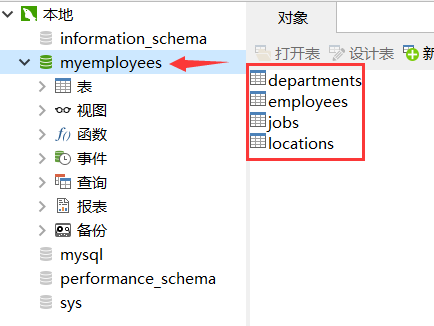 本地
information_schema
myemployees
表
视图
f() 函数
事件
查询
报表
备份
mysql
performance_schema
sys
对象
打开表 设计表 新
departments
employees
jobs
locations